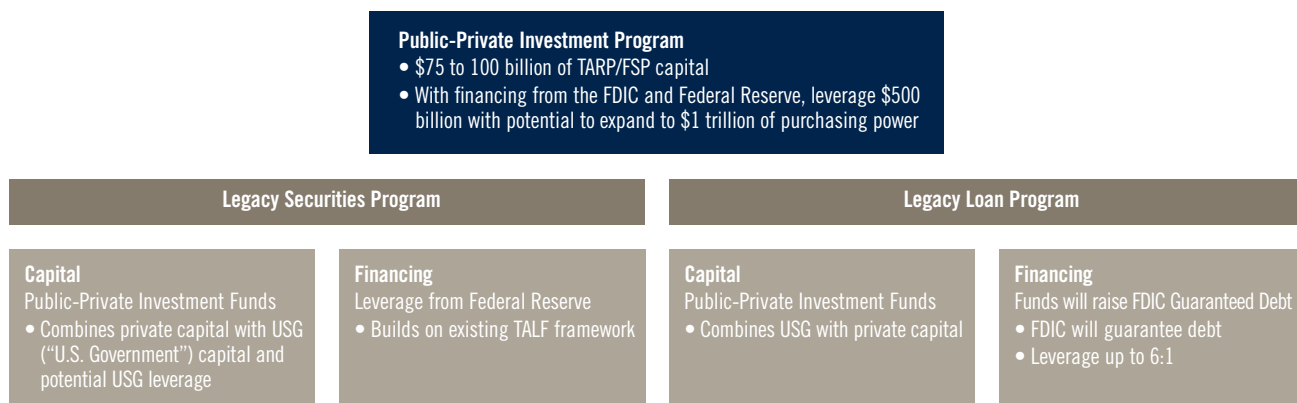 Public-Private Investment Program
• $75 to 100 billion of TARP/FSP capital
• With financing from the FDIC and Federal Reserve, leverage $500
billion with potential to expand to $1 trillion of purchasing power
Legacy Securities Program
Legacy Loan Program
Capital
Public-Private Investment Funds
• Combines private capital with USG
(“U.S. Government”) capital and
potential USG leverage
Financing
Leverage from Federal Reserve
• Builds on existing TALF framework
Capital
Public-Private Investment Funds
• Combines USG with private capital
Financing
Funds will raise FDIC Guaranteed Debt
• FDIC will guarantee debt
• Leverage up to 6:1